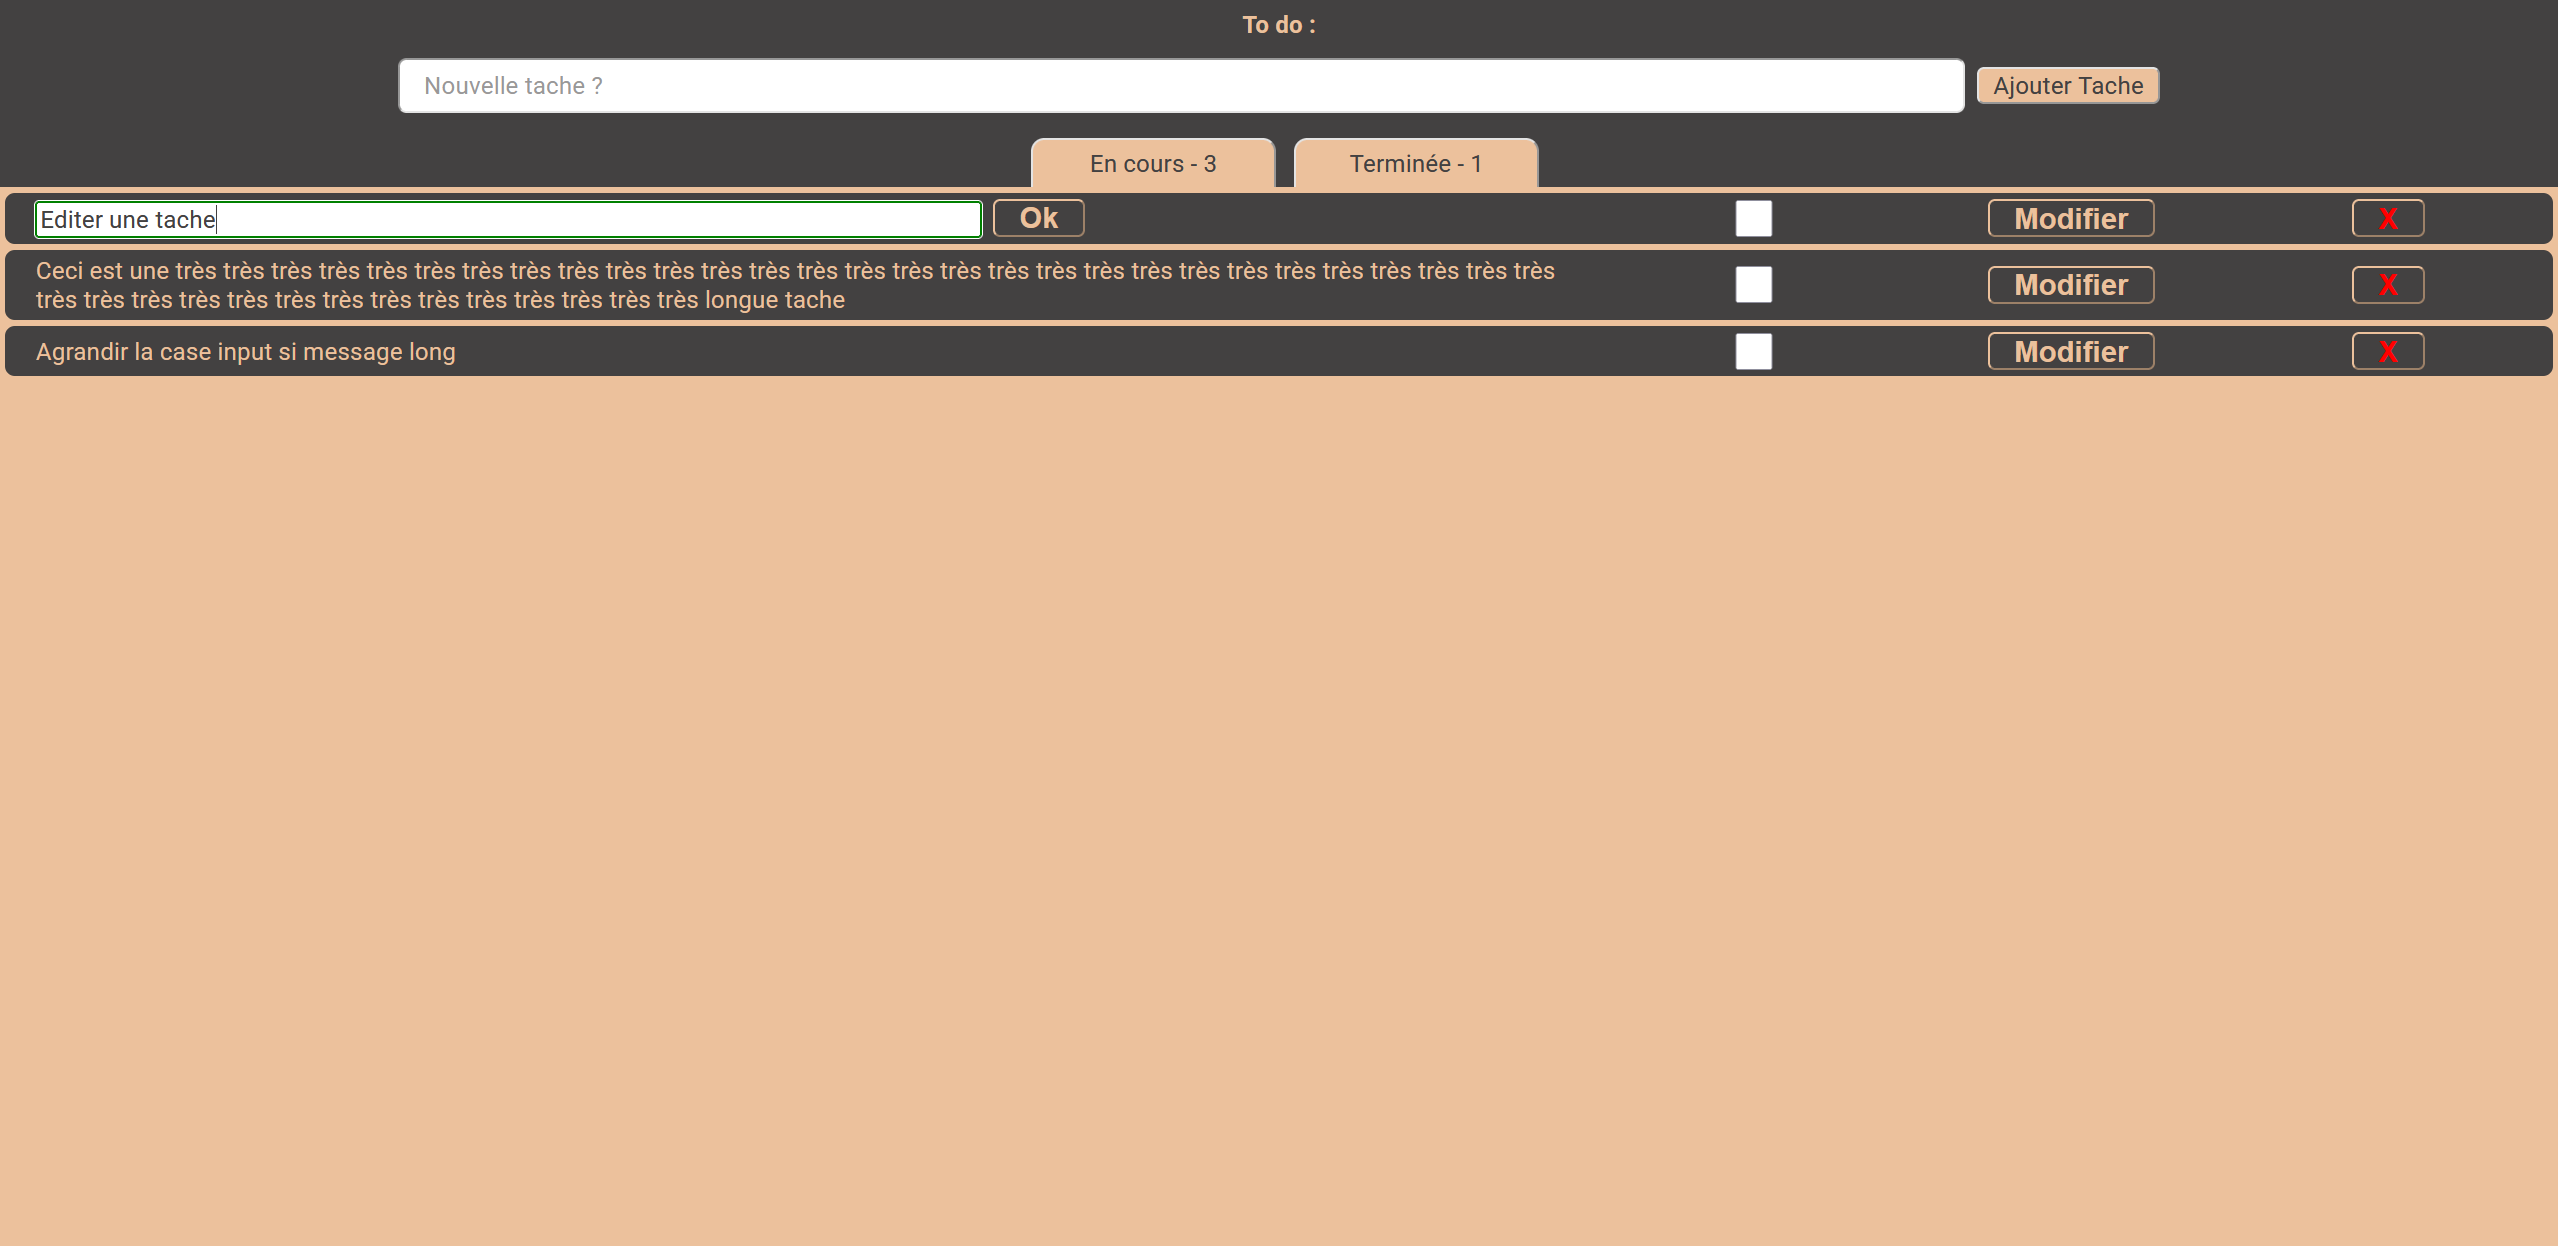 To do :
Nouvelle tache ?
Ajouter Tache
En cours - 3
Terminée - 1
Editer une tache
Ok
Modifier
X
Ceci est une très très très très très très très très très très très très très très très très très très très très très très très très très très très très très
très très très très très très très très très très très très très très longue tache
Modifier
X
Agrandir la case input si message long
Modifier
X